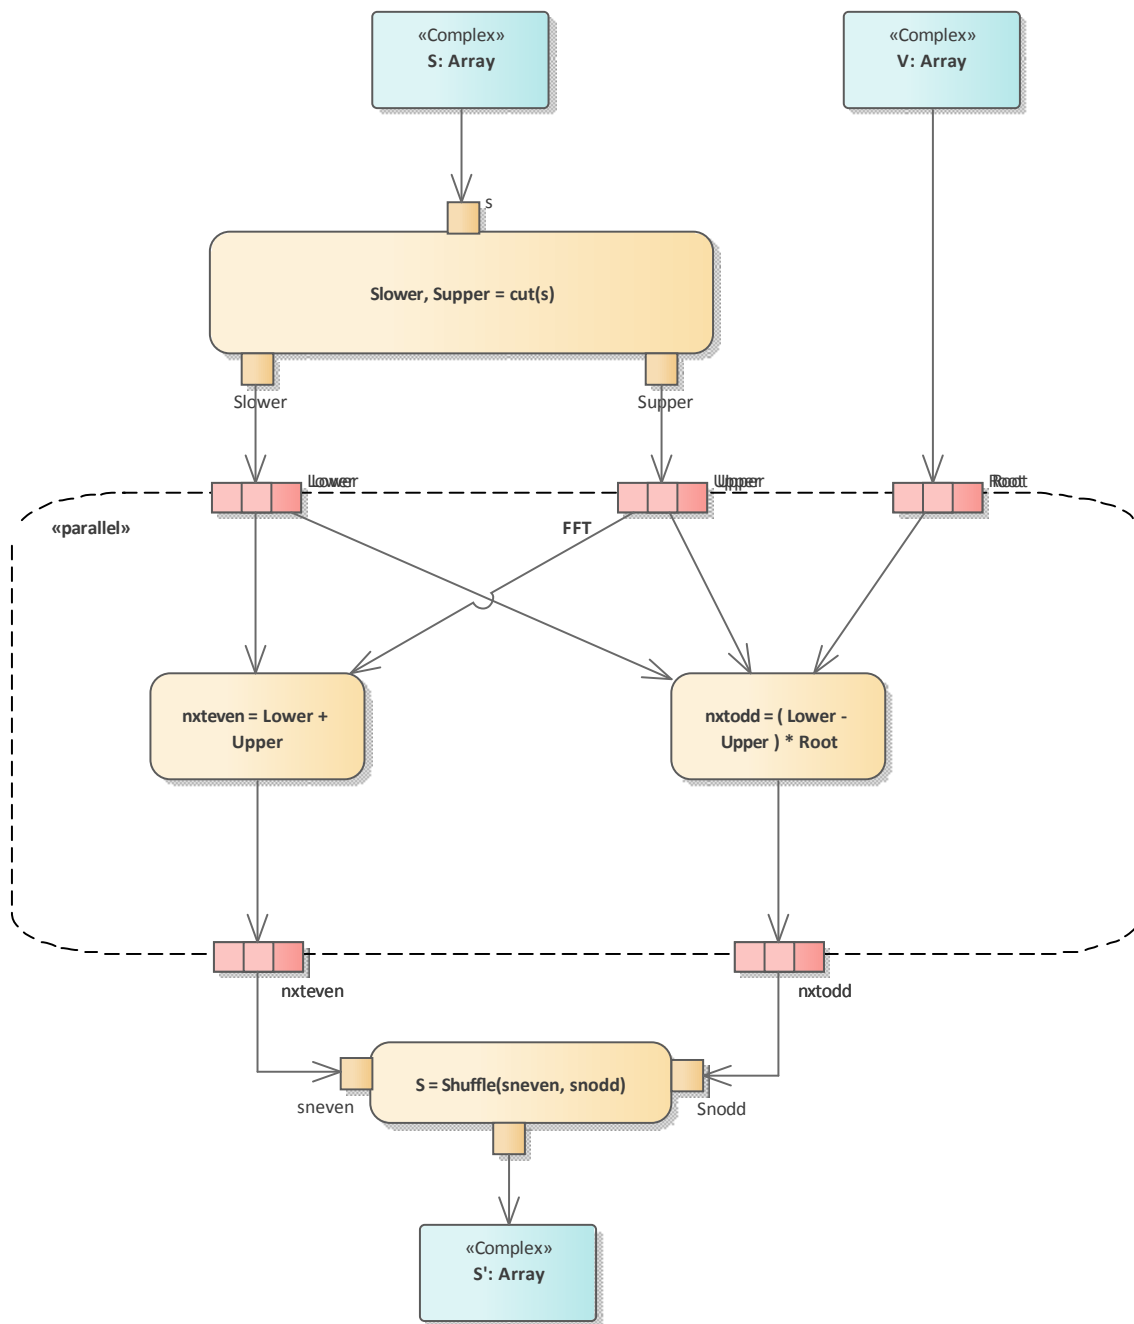 «Complex»
S: Array
«Complex»
V: Array
s
Slower, Supper = cut(s)
Slower
Supper
Lower
Upper
Root
«parallel»
FFT
nxteven = Lower +
Upper
nxtodd = ( Lower -
Upper ) * Root
nxteven
nxtodd
S = Shuffle(sneven, snodd)
sneven
Snodd
«Complex»
S': Array